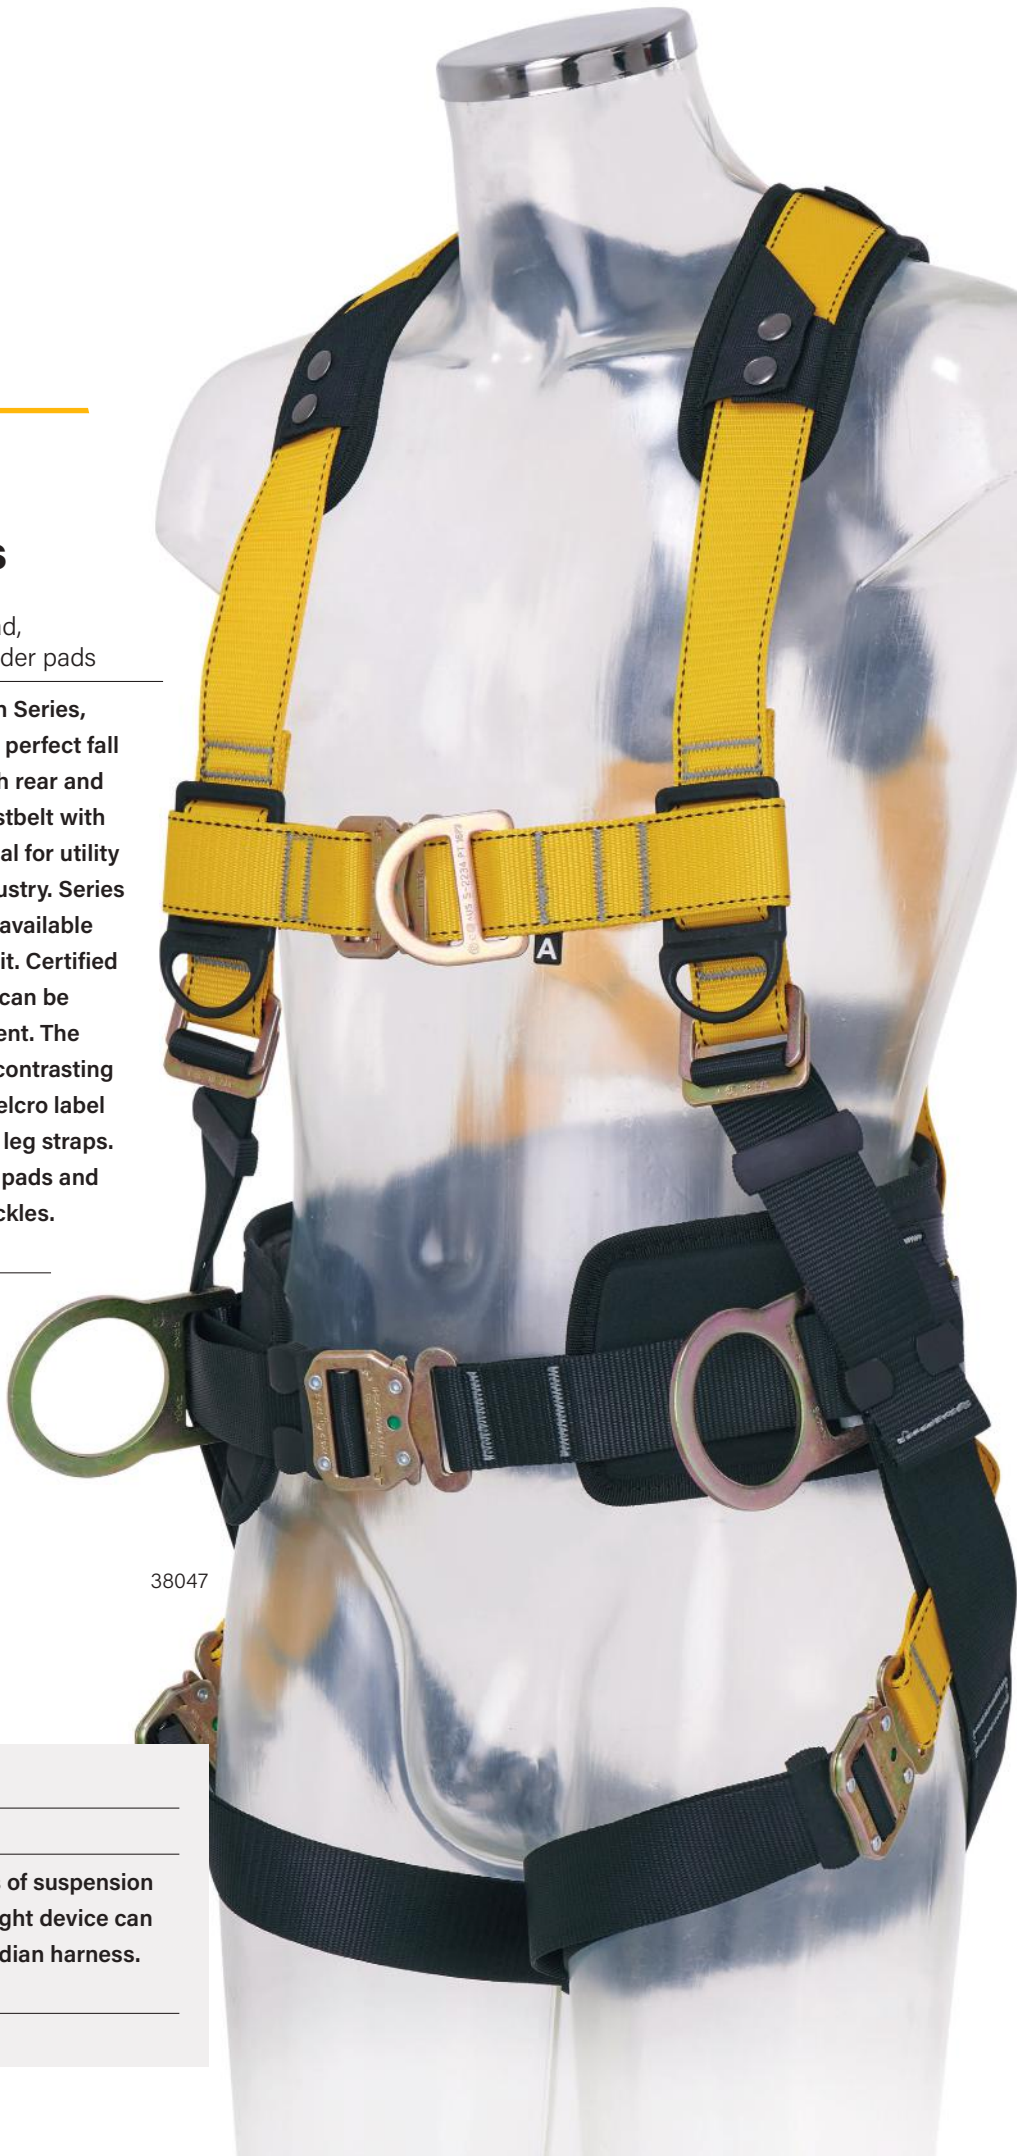 s
nd,
der pads
n Series,
perfect fall
h rear and
stbelt with
al for utility
ustry. Series
available
it. Certified
can be
ent. The
contrasting
elcro label
leg straps.
pads and
ckles.
A
38047
s of suspension
ght device can
dian harness.